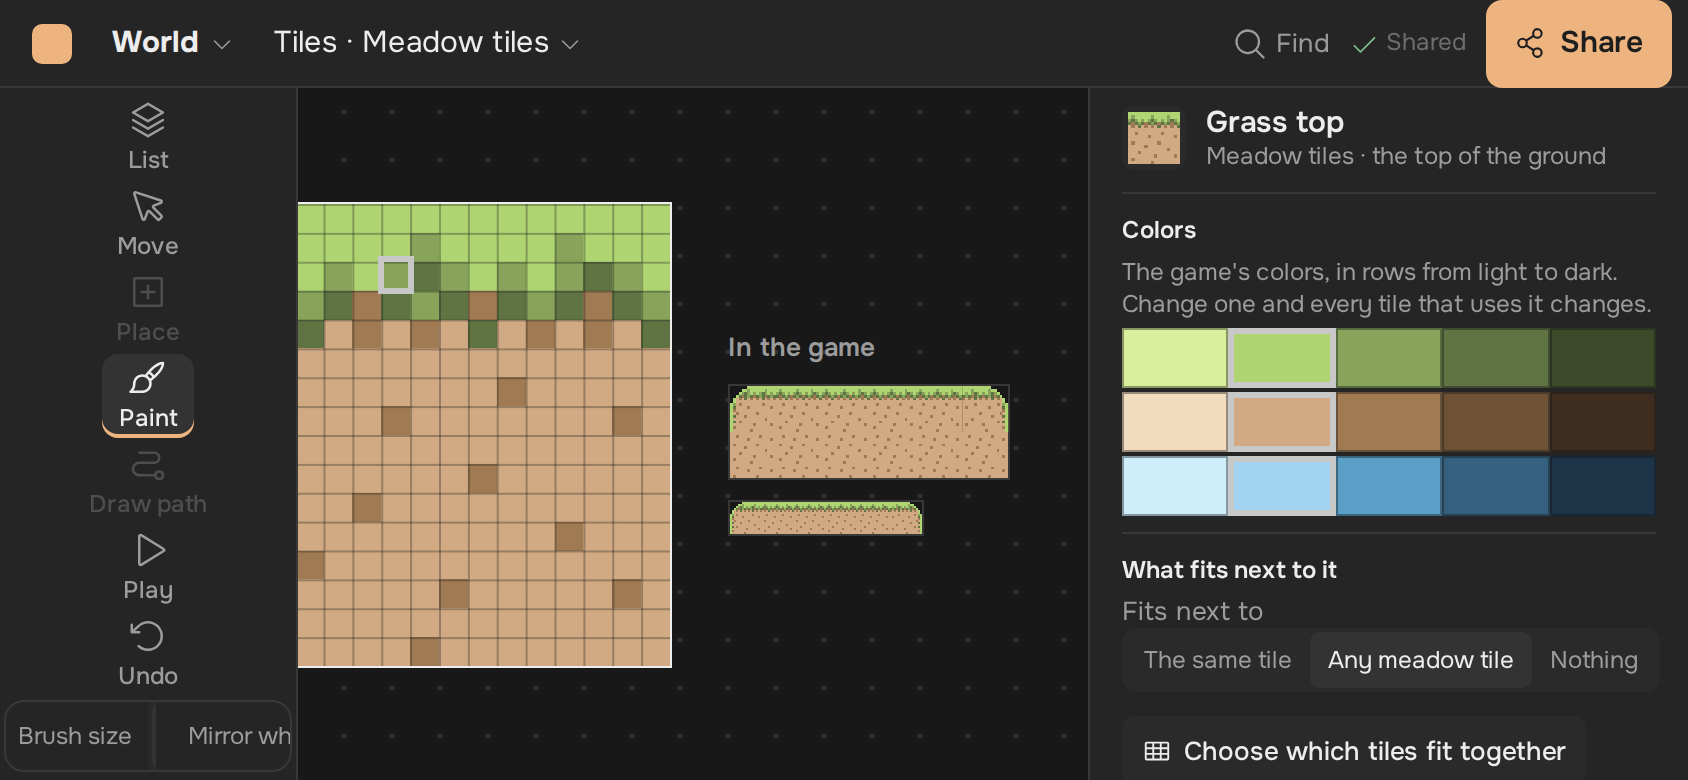 World
Tiles · Meadow tiles
Find
Shared
Share
List
Move
Place
Paint
Draw path
Play
Undo
Brush size
Mirror wh
In the game
Grass top
Meadow tiles · the top of the ground
Colors
The game's colors, in rows from light to dark.
Change one and every tile that uses it changes.
What fits next to it
Fits next to
The same tile
Any meadow tile
Nothing
Choose which tiles fit together